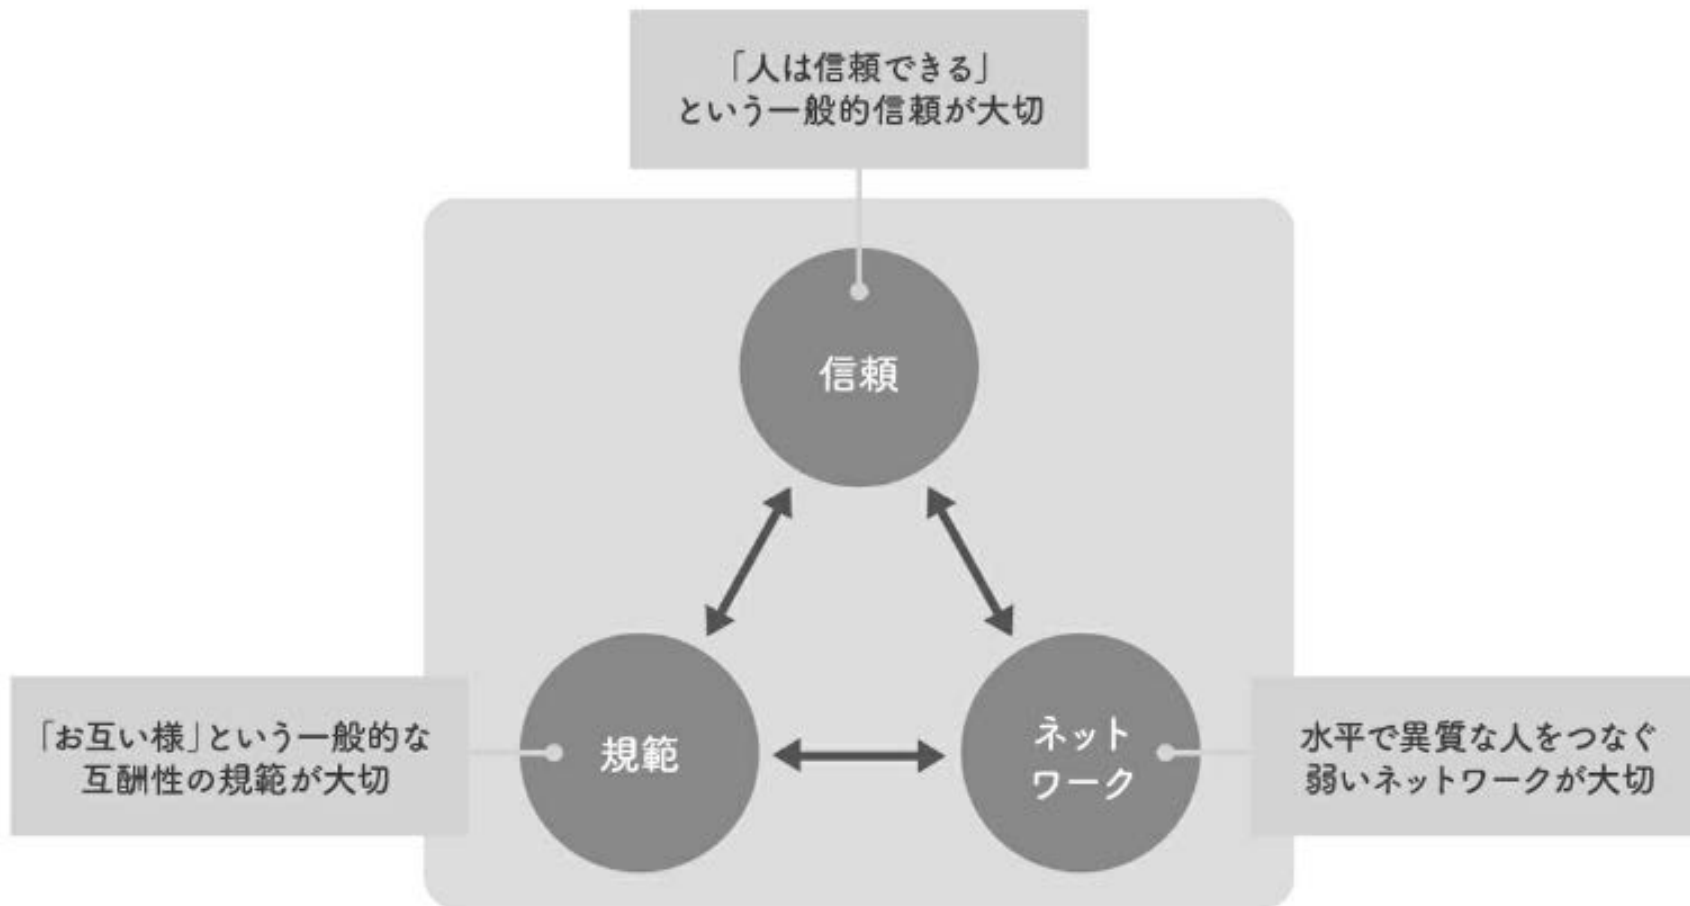 「人は信頼できる」
という一般的信頼が大切
信頼
「お互い様」という一般的な
互酬性の規範が大切
規範
ネット
ワーク
水平で異質な人をつなぐ
弱いネットワークが大切